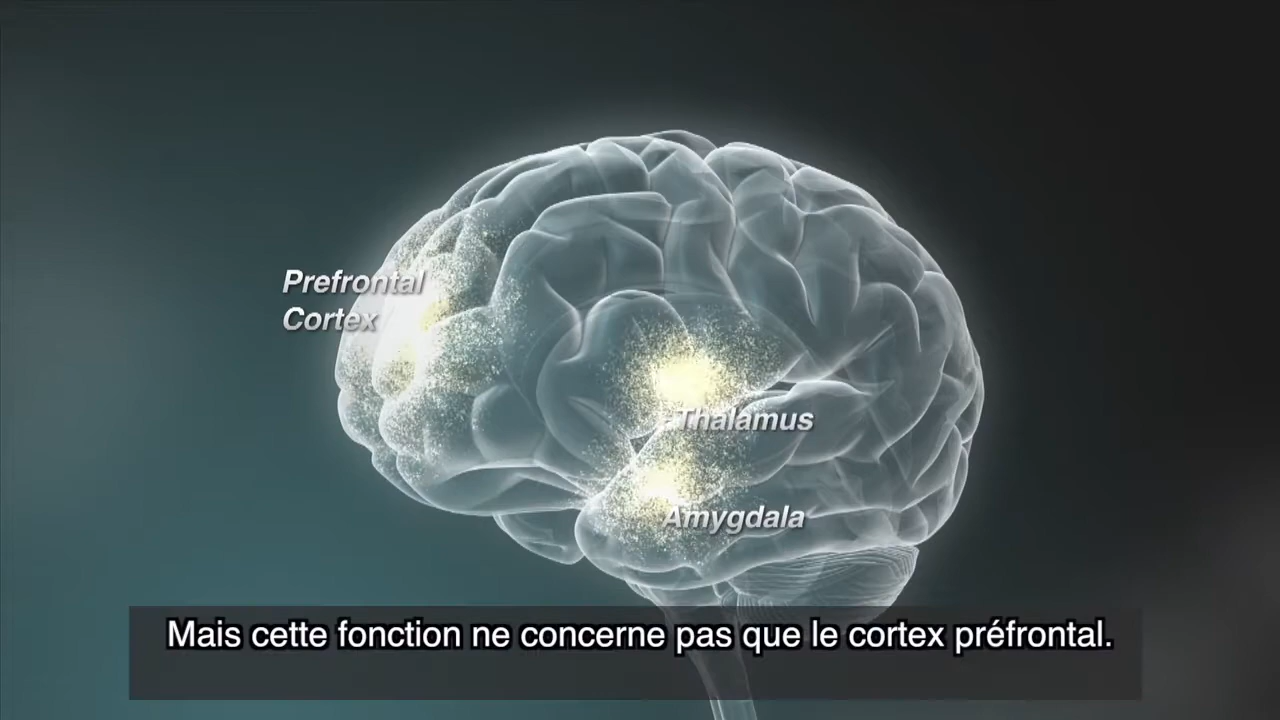 Prefrontal
Cortex
Thalamus
Amygdala
Mais cette fonction ne concerne pas que le cortex préfrontal.